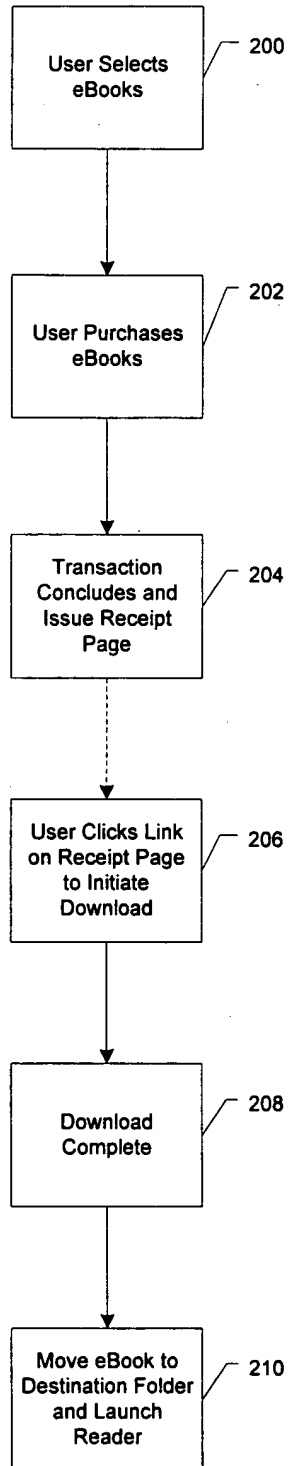 User Selects
eBooks
200
User Purchases
eBooks
202
Transaction
Concludes and
Issue Receipt
Page
204
User Clicks Link
on Receipt Page
to Initiate
Download
206
Download
Complete
208
Move eBook to
Destination Folder
and Launch
Reader
210